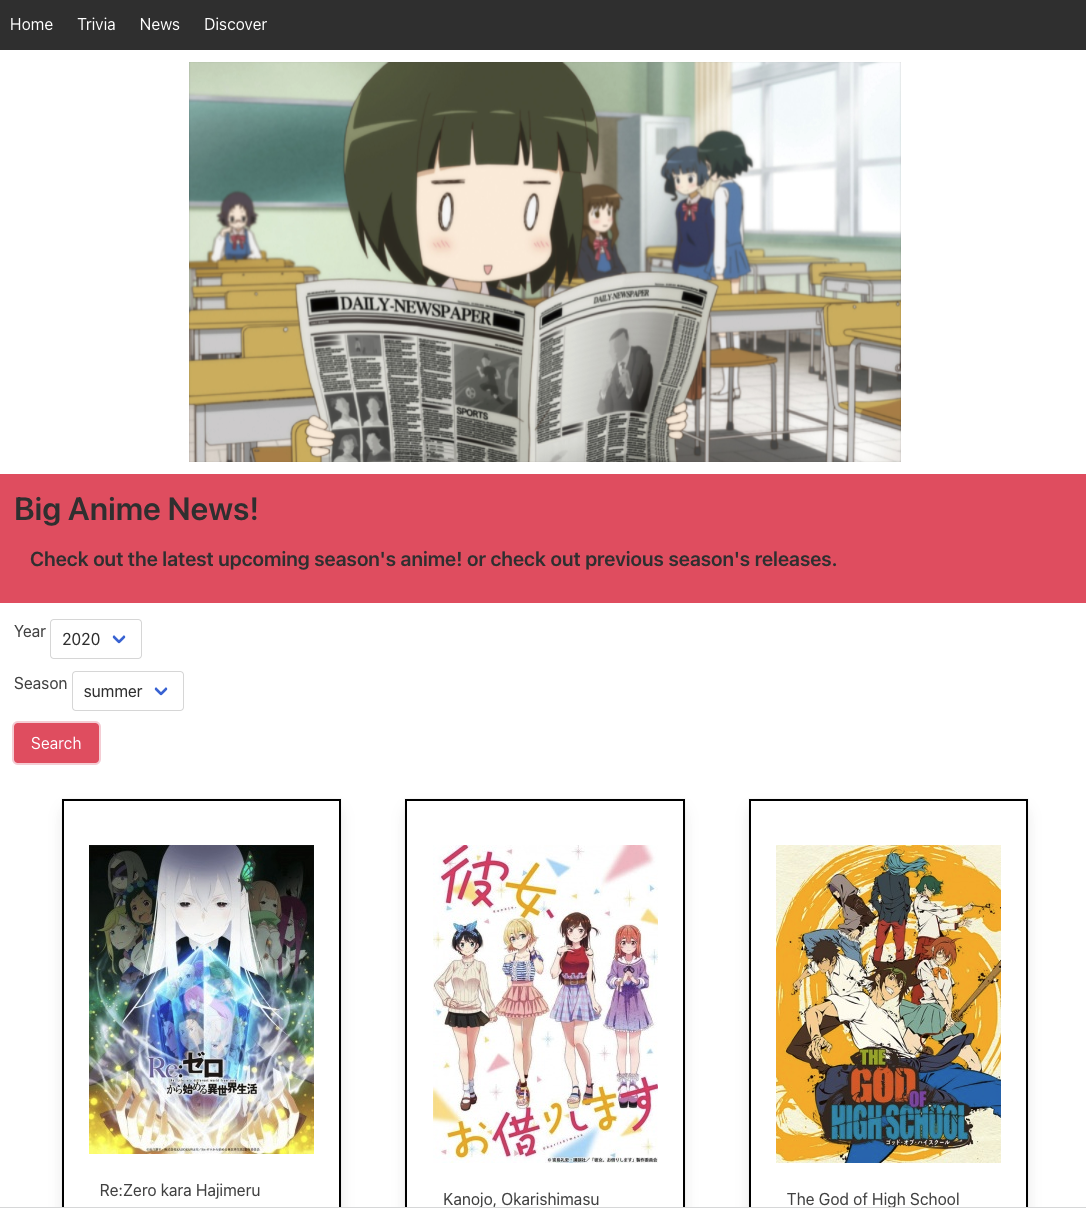 Home Trivia News Discover
DAILY-NEWSPAPER
DAILY-NEWSPAPER
SPORTS
Big Anime News!
Check out the latest upcoming season's anime! or check out previous season's releases.
Year 2020
Season summer
Search
Re:ゼロ
から始める異世界生活
彼女、
お借りします
THE
GOD OF
HIGH SCHOOL
ゴッド・オブ・ハイスクール
Re:Zero kara Hajimeru
Kanojo, Okarishimasu
The God of High School